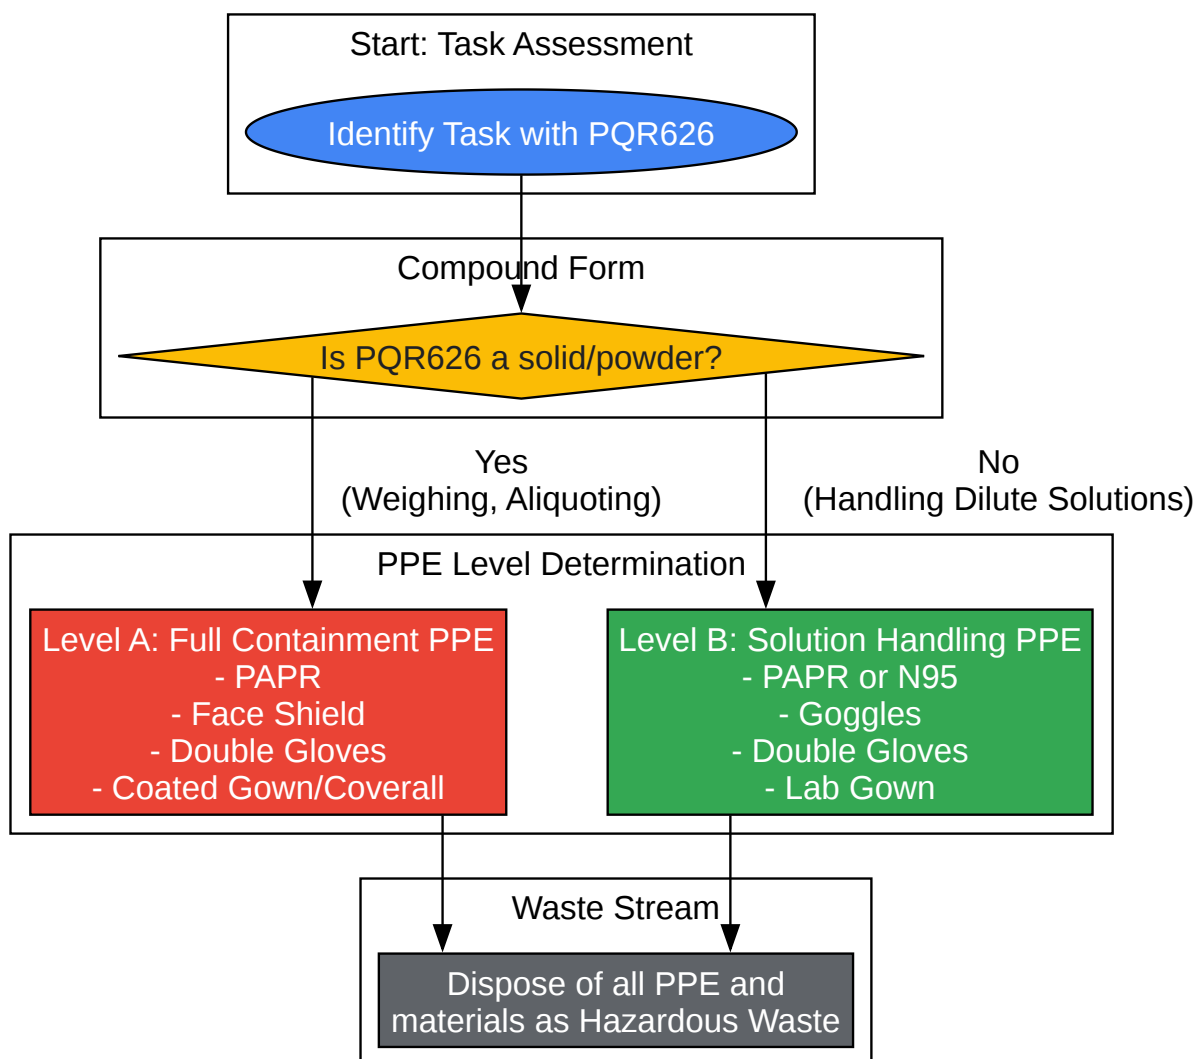 Start: Task Assessment
Identify Task with PQR626
Compound Form
Is PQR626 a solid/powder?
Yes
(Weighing, Aliquoting)
No
(Handling Dilute Solutions)
PPE Level Determination
Level A: Full Containment PPE
- PAPR
- Face Shield
- Double Gloves
- Coated Gown/Coverall
Level B: Solution Handling PPE
- PAPR or N95
- Goggles
- Double Gloves
- Lab Gown
Waste Stream
Dispose of all PPE and
materials as Hazardous Waste